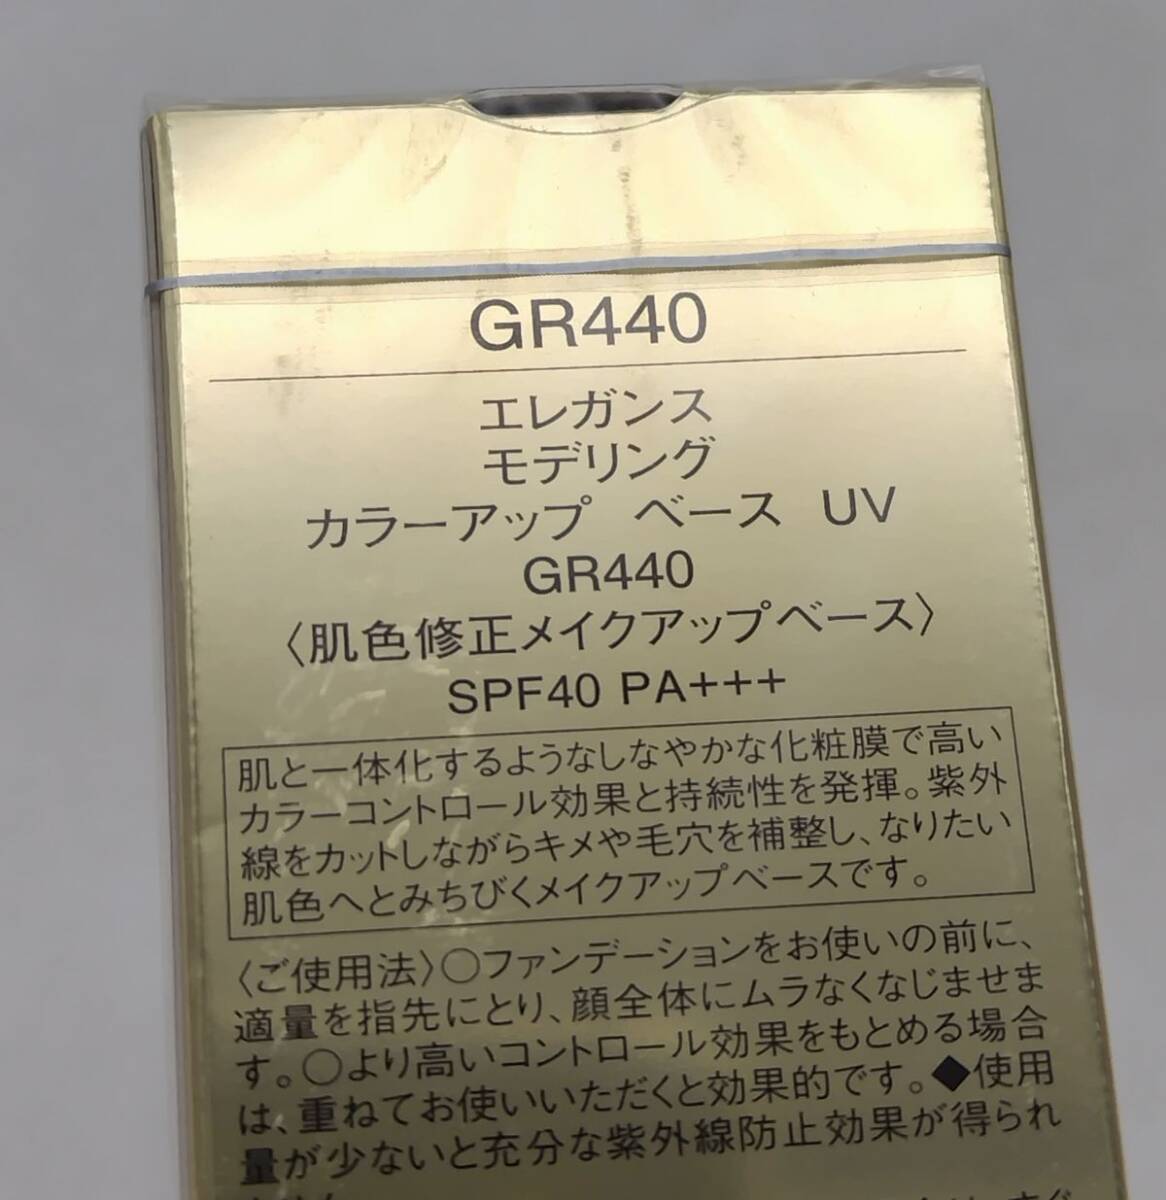 GR440
エレガンス
モデリング
カラーアップ ベース UV
GR440
〈肌色修正メイクアップベース〉
SPF40 PA+++
肌と一体化するようなしなやかな化粧膜で高い
カラーコントロール効果と持続性を発揮。紫外
線をカットしながらキメや毛穴を補整し、なりたい
肌色へとみちびくメイクアップベースです。
〈ご使用法〉○ファンデーションをお使いの前に、
適量を指先にとり、顔全体にムラなくなじませま
す。○より高いコントロール効果をもとめる場合
は、重ねてお使いいただくと効果的です。◆使用
量が少ないと充分な紫外線防止効果が得られ